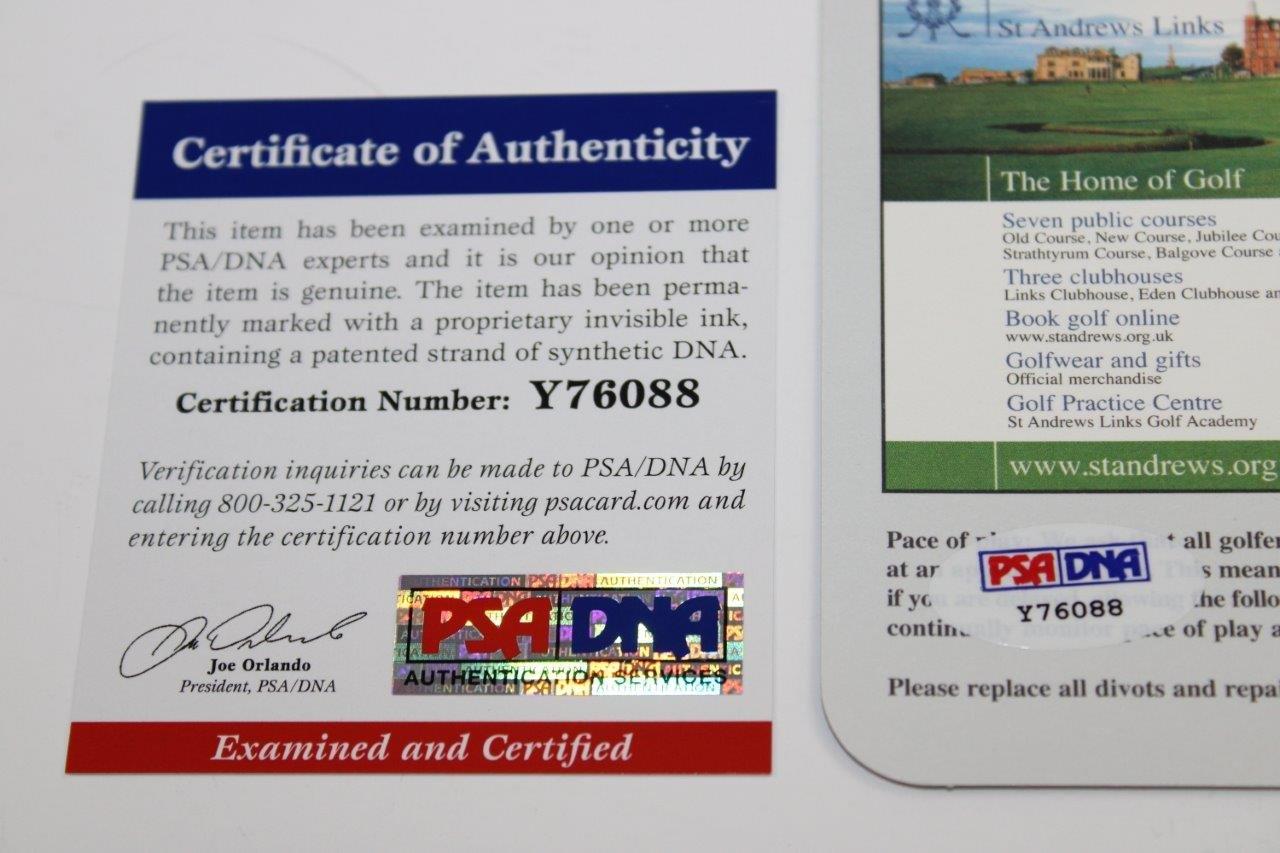 Certificate of Authenticity
This item has been examined by one or more
PSA/DNA experts and it is our opinion that
the item is genuine. The item has been perma-
nently marked with a proprietary invisible ink,
containing a patented strand of synthetic DNA.
Certification Number: Y76088
Verification inquiries can be made to PSA/DNA by
calling 800-325-1121 or by visiting psacard.com and
entering the certification number above.
Joe Orlando
President, PSA/DNA
PSA DNA
AUTHENTICATION SERVICES
Examined and Certified
St Andrews Links
The Home of Golf
Seven public courses
Old Course, New Course, Jubilee Cou
Strathtyrum Course, Balgove Course
Three clubhouses
Links Clubhouse, Eden Clubhouse an
Book golf online
www.standrews.org.uk
Golfwear and gifts
Official merchandise
Golf Practice Centre
St Andrews Links Golf Academy
www.standrews.org
Pace of all golfer
at an mean
if yo are the follo
continually monitor pace of play a
PSA DNA
Y76088
Please replace all divots and repai